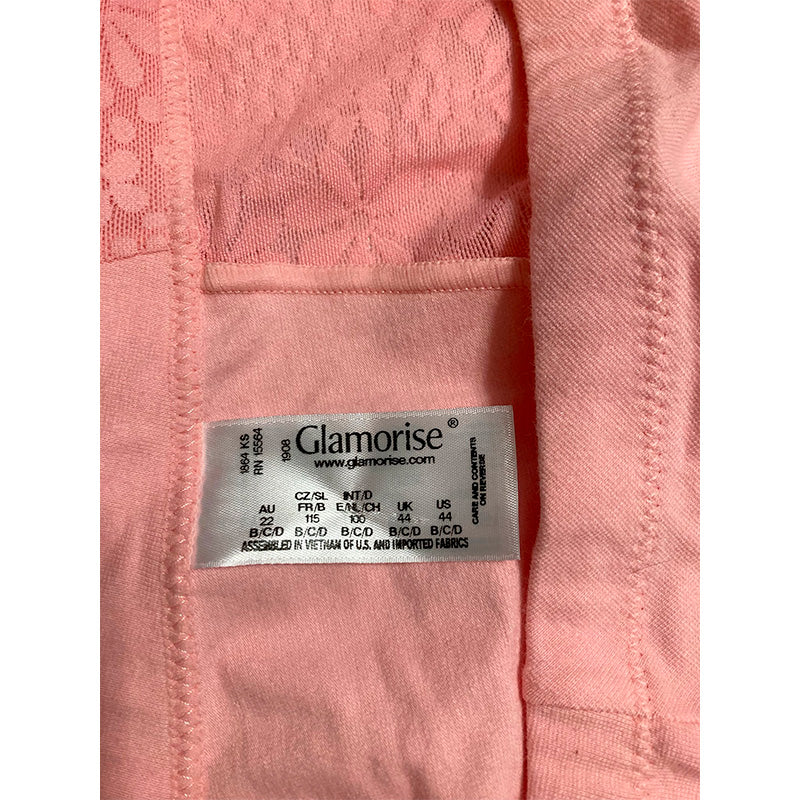 1864 KS
RN 15564
1908
Glamorise®
www.glamorise.com
CZ/SL INT/D
AU FR/B E/NL/CH UK US
22 115 100 44 44
B/C/D B/C/D B/C/D B/C/D B/C/D
ASSEMBLED IN VIETNAM OF U.S. AND IMPORTED FABRICS
CARE AND CONTENTS
ON REVERSE